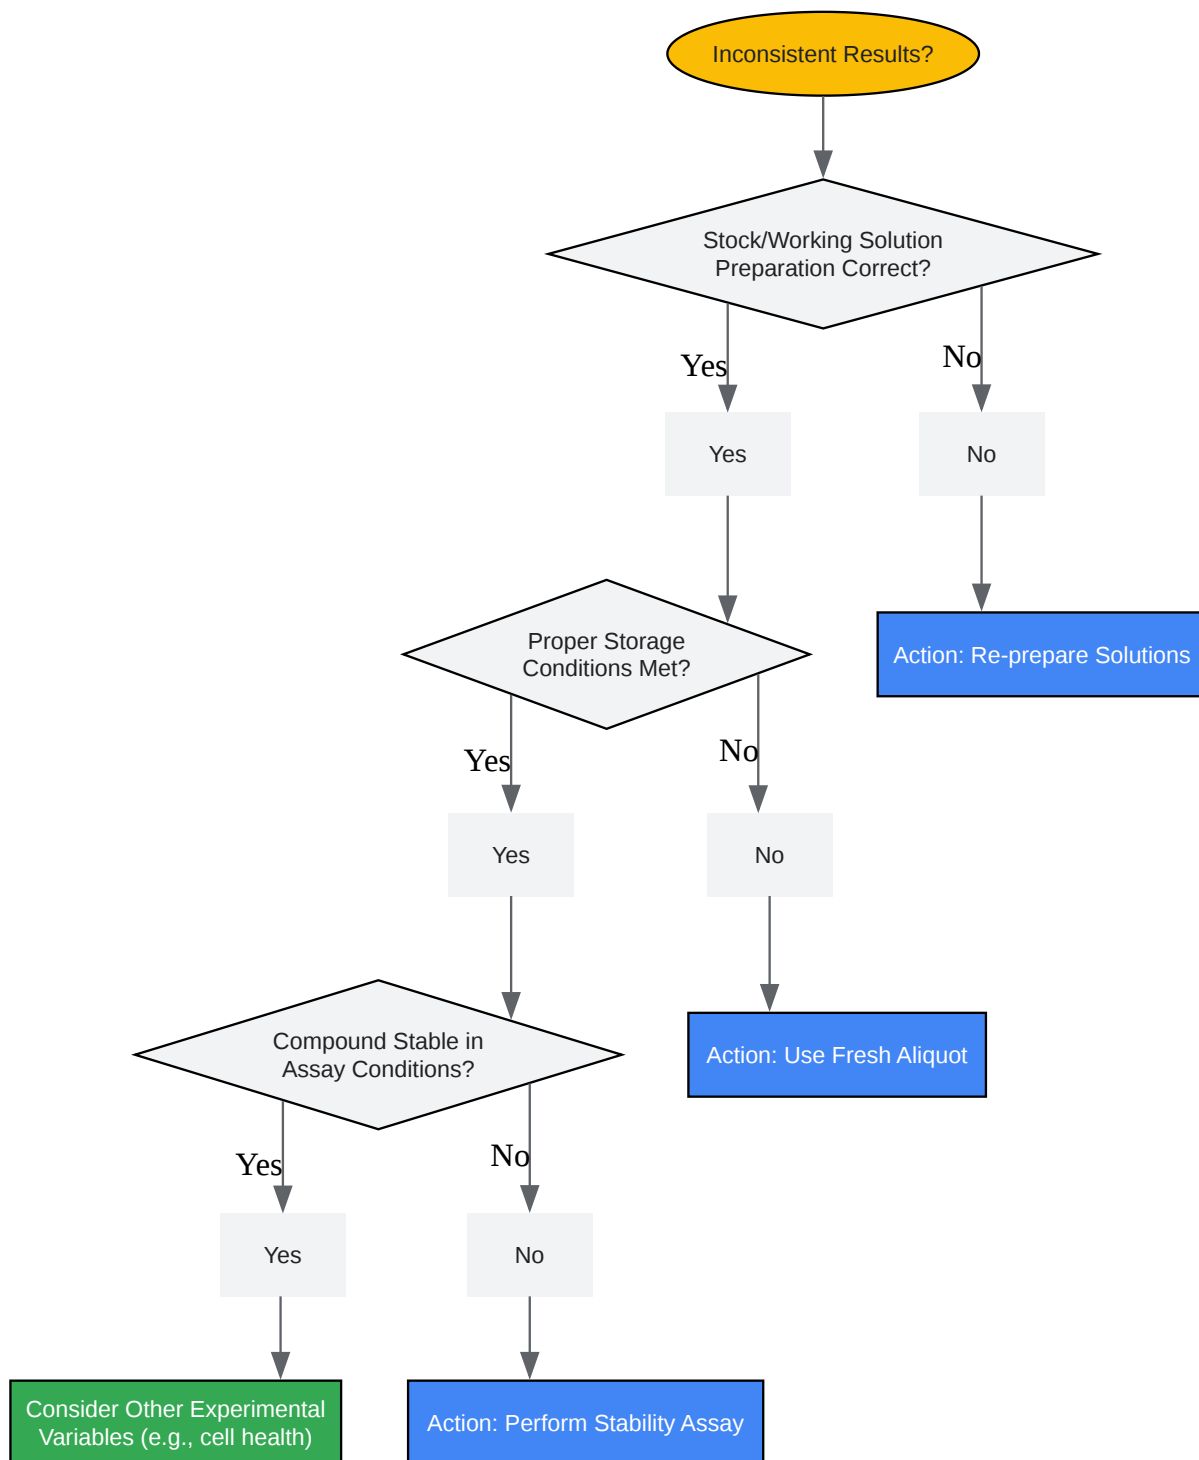 Inconsistent Results?
Stock/Working Solution
Preparation Correct?
Yes
No
Yes
No
Proper Storage
Conditions Met?
Action: Re-prepare Solutions
Yes
No
Yes
No
Compound Stable in
Assay Conditions?
Action: Use Fresh Aliquot
Yes
No
Yes
No
Consider Other Experimental
Variables (e.g., cell health)
Action: Perform Stability Assay